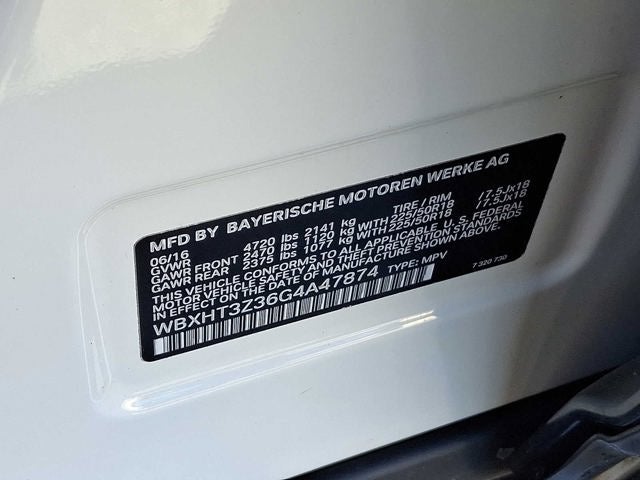 MFD BY BAYERISCHE MOTOREN WERKE AG
06/16 TIRE / RIM
GVWR 4720 lbs 2141 kg
GAWR FRONT 2470 lbs 1120 kg WITH 225/50R18 /7.5Jx18
GAWR REAR 2375 lbs 1077 kg WITH 225/50R18 /7.5Jx18
THIS VEHICLE CONFORMS TO ALL APPLICABLE U.S. FEDERAL
MOTOR VEHICLE SAFETY AND THEFT PREVENTION STANDARDS
IN EFFECT ON THE DATE OF MANUFACTURE SHOWN ABOVE.
WBXHT3Z36G4A47874 TYPE: MPV
7 320 730